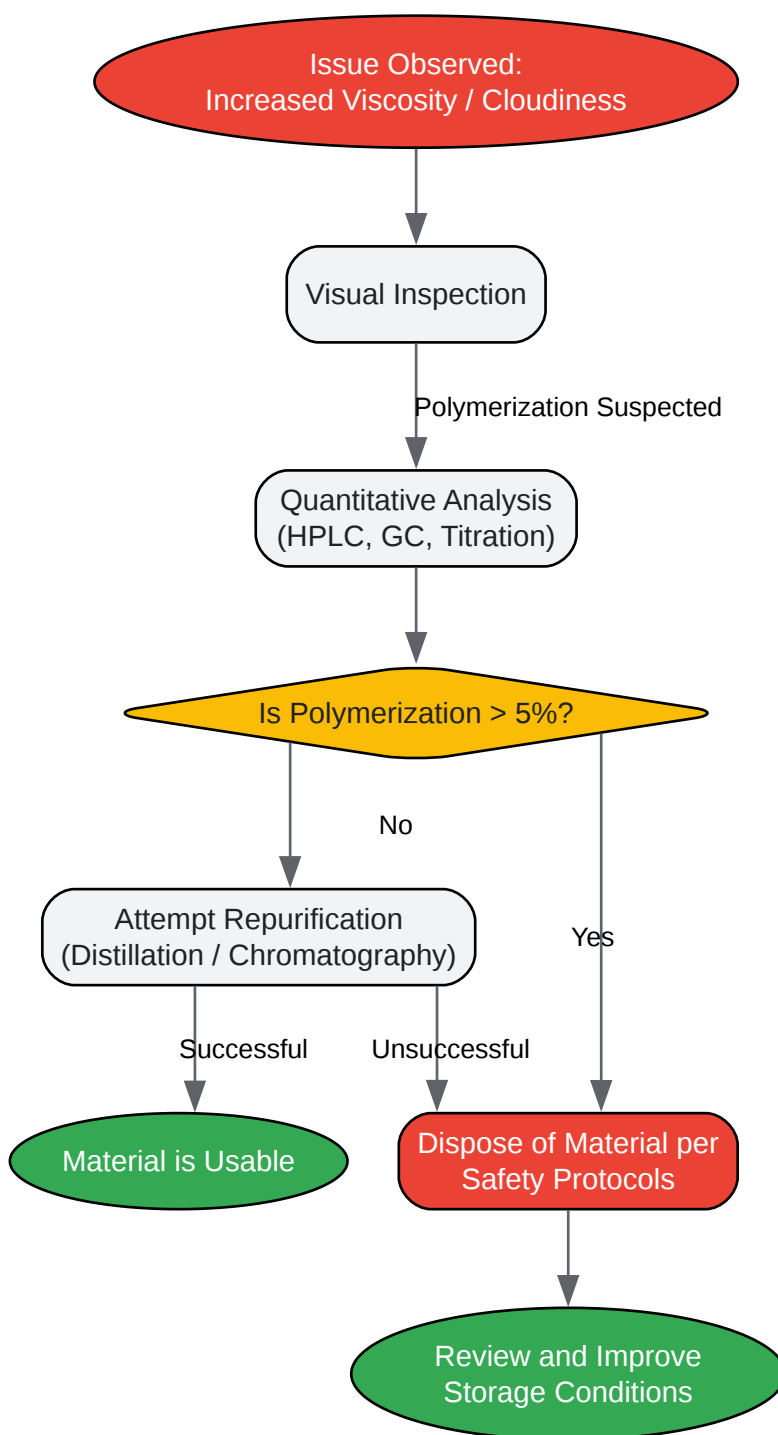 Issue Observed:
Increased Viscosity / Cloudiness
Visual Inspection
Polymerization Suspected
Quantitative Analysis
(HPLC, GC, Titration)
Is Polymerization > 5%?
No
Attempt Repurification
(Distillation / Chromatography)
Yes
Successful
Unsuccessful
Material is Usable
Dispose of Material per
Safety Protocols
Review and Improve
Storage Conditions